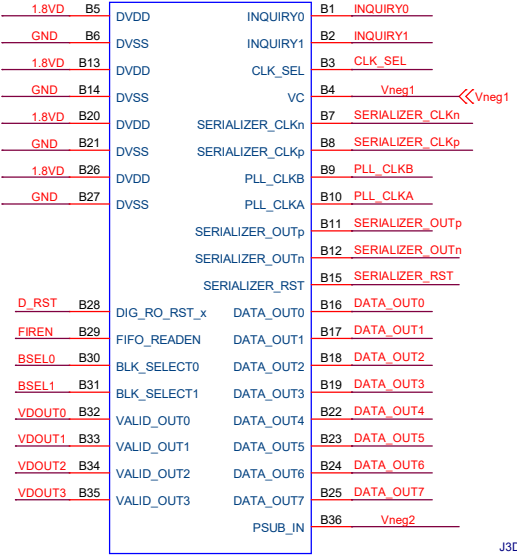 1.8VD B5 DVDD INQUIRY0 B1 INQUIRY0
GND B6 DVSS INQUIRY1 B2 INQUIRY1
1.8VD B13 DVDD CLK_SEL B3 CLK_SEL
GND B14 DVSS VC B4 Vneg1 Vneg1
1.8VD B20 DVDD SERIALIZER_CLKn B7 SERIALIZER_CLKn
GND B21 DVSS SERIALIZER_CLKp B8 SERIALIZER_CLKp
1.8VD B26 DVDD PLL_CLKB B9 PLL_CLKB
GND B27 DVSS PLL_CLKA B10 PLL_CLKA
SERIALIZER_OUTp B11 SERIALIZER_OUTp
SERIALIZER_OUTn B12 SERIALIZER_OUTn
SERIALIZER_RST B15 SERIALIZER_RST
D_RST B28 DIG_RO_RST_x DATA_OUT0 B16 DATA_OUT0
FIREN B29 FIFO_READEN DATA_OUT1 B17 DATA_OUT1
BSEL0 B30 BLK_SELECT0 DATA_OUT2 B18 DATA_OUT2
BSEL1 B31 BLK_SELECT1 DATA_OUT3 B19 DATA_OUT3
VDOUT0 B32 VALID_OUT0 DATA_OUT4 B22 DATA_OUT4
VDOUT1 B33 VALID_OUT1 DATA_OUT5 B23 DATA_OUT5
VDOUT2 B34 VALID_OUT2 DATA_OUT6 B24 DATA_OUT6
VDOUT3 B35 VALID_OUT3 DATA_OUT7 B25 DATA_OUT7
PSUB_IN B36 Vneg2